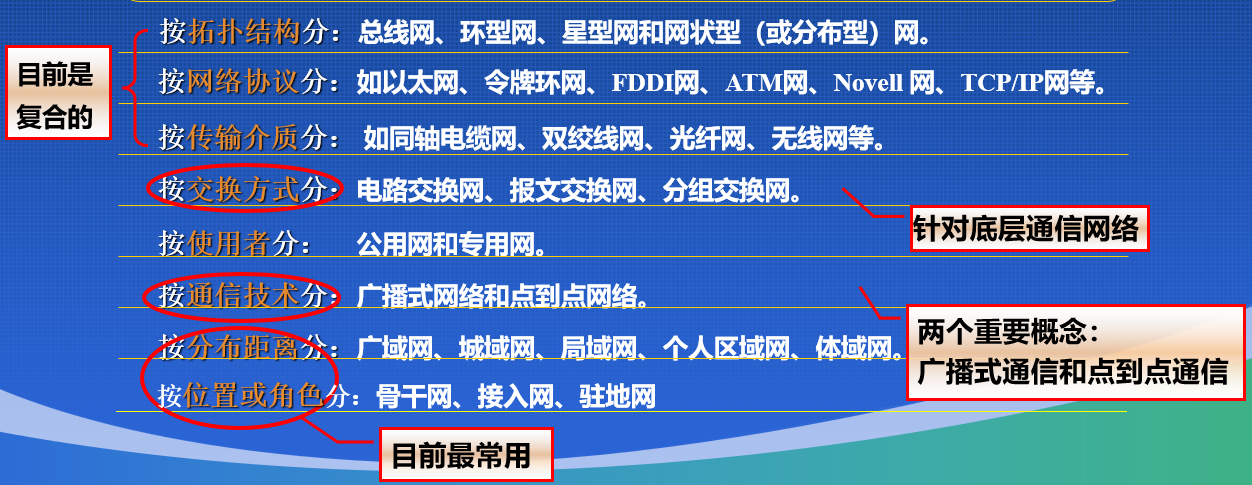 按拓扑结构分：总线网、环型网、星型网和网状型（或分布型）网。
目前是
复合的
按网络协议分：如以太网、令牌环网、FDDI网、ATM网、Novell 网、TCP/IP网等。
按传输介质分： 如同轴电缆网、双绞线网、光纤网、无线网等。
按交换方式分：电路交换网、报文交换网、分组交换网。
针对底层通信网络
按使用者分： 公用网和专用网。
按通信技术分：广播式网络和点到点网络。
两个重要概念：
广播式通信和点到点通信
按分布距离分：广域网、城域网、局域网、个人区域网、体域网。
按位置或角色分：骨干网、接入网、驻地网
目前最常用